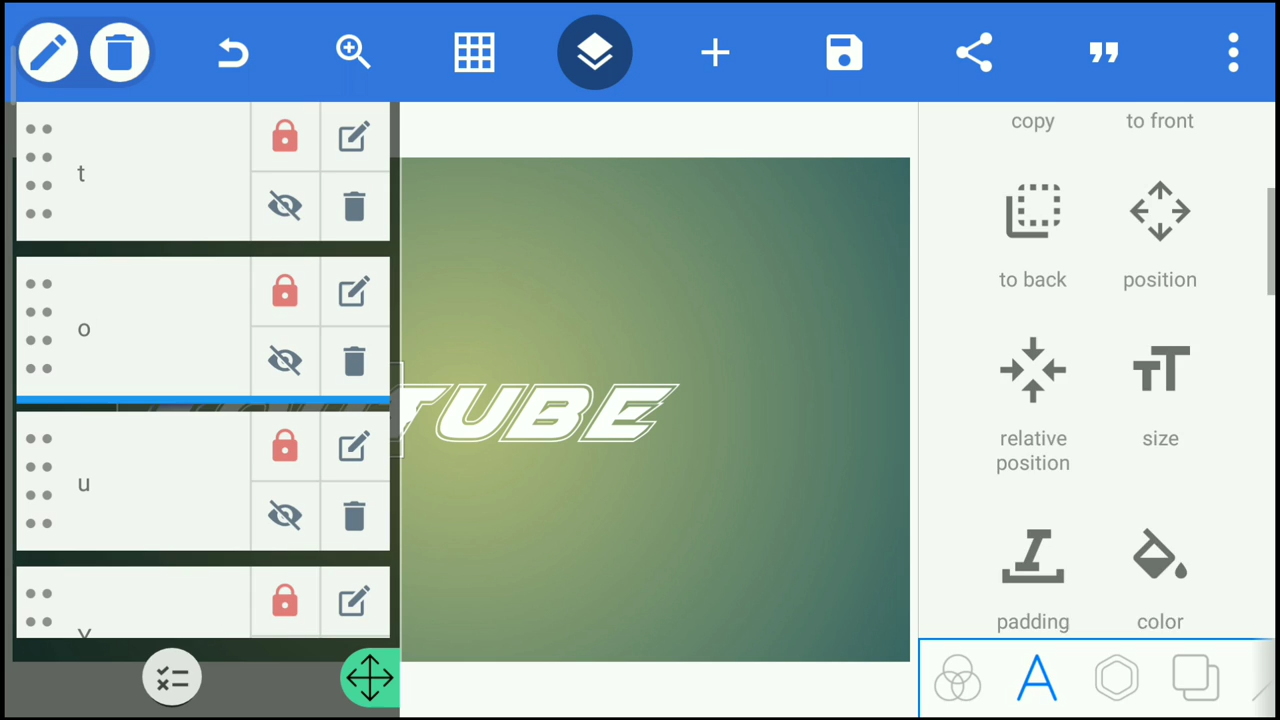 t
o
u
y
TUBE
copy
to front
to back
position
relative
position
size
padding
color